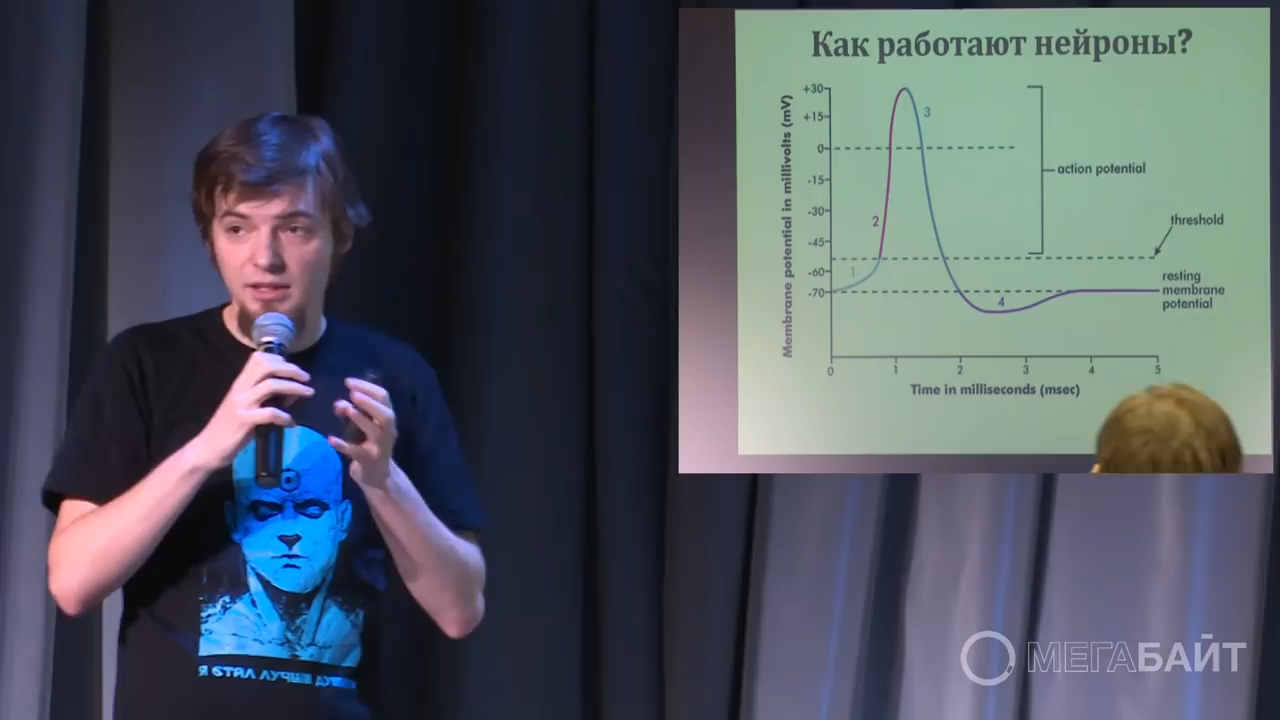 Как работают нейроны?
Membrane potential in millivolts (mV)
+30
+15
0
-15
-30
-45
-60
-70
1
2
3
4
action potential
threshold
resting
membrane
potential
0
1
2
3
4
5
Time in milliseconds (msec)
Я СТАЛ ЛУЧШЕ
МЕГАБАЙТ